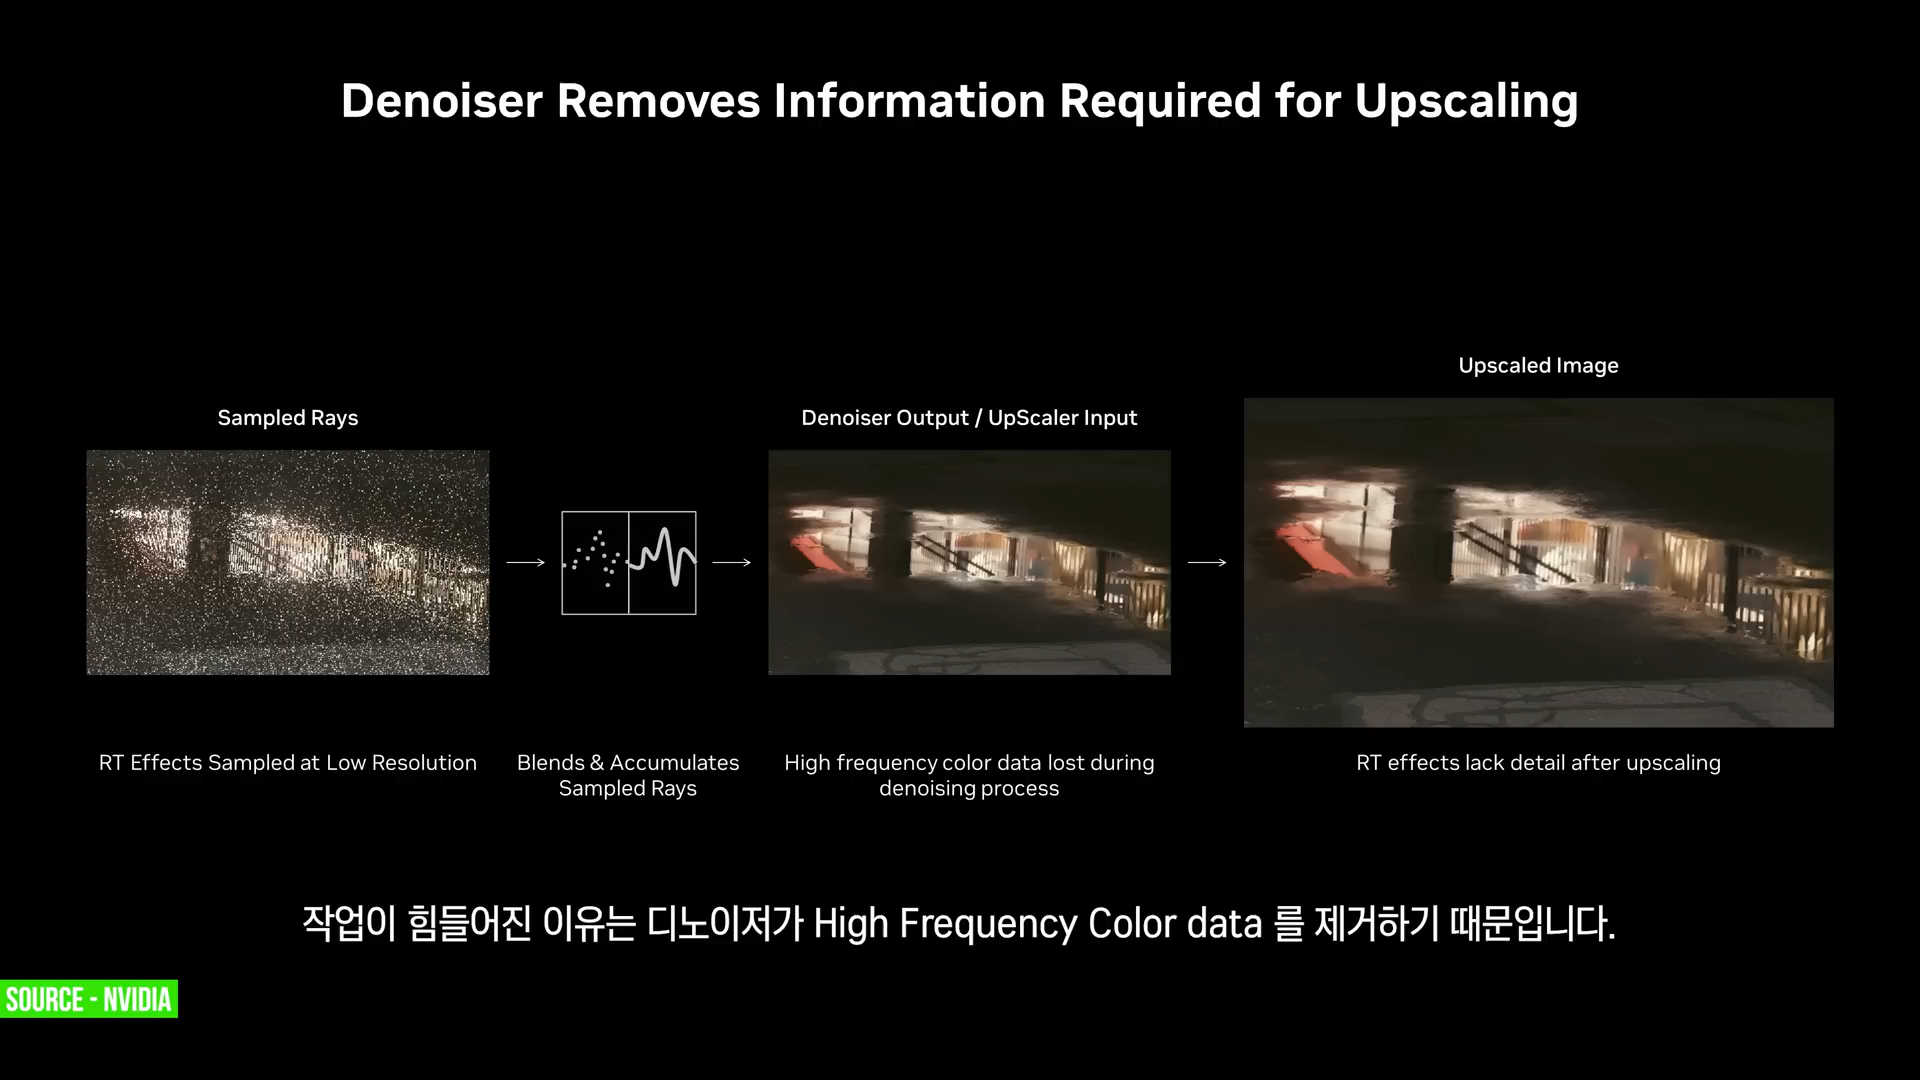 Denoiser Removes Information Required for Upscaling
Upscaled Image
Sampled Rays
Denoiser Output / UpScaler Input
RT Effects Sampled at Low Resolution
Blends & Accumulates
Sampled Rays
High frequency color data lost during
denoising process
RT effects lack detail after upscaling
작업이 힘들어진 이유는 디노이저가 High Frequency Color data 를 제거하기 때문입니다.
SOURCE - NVIDIA